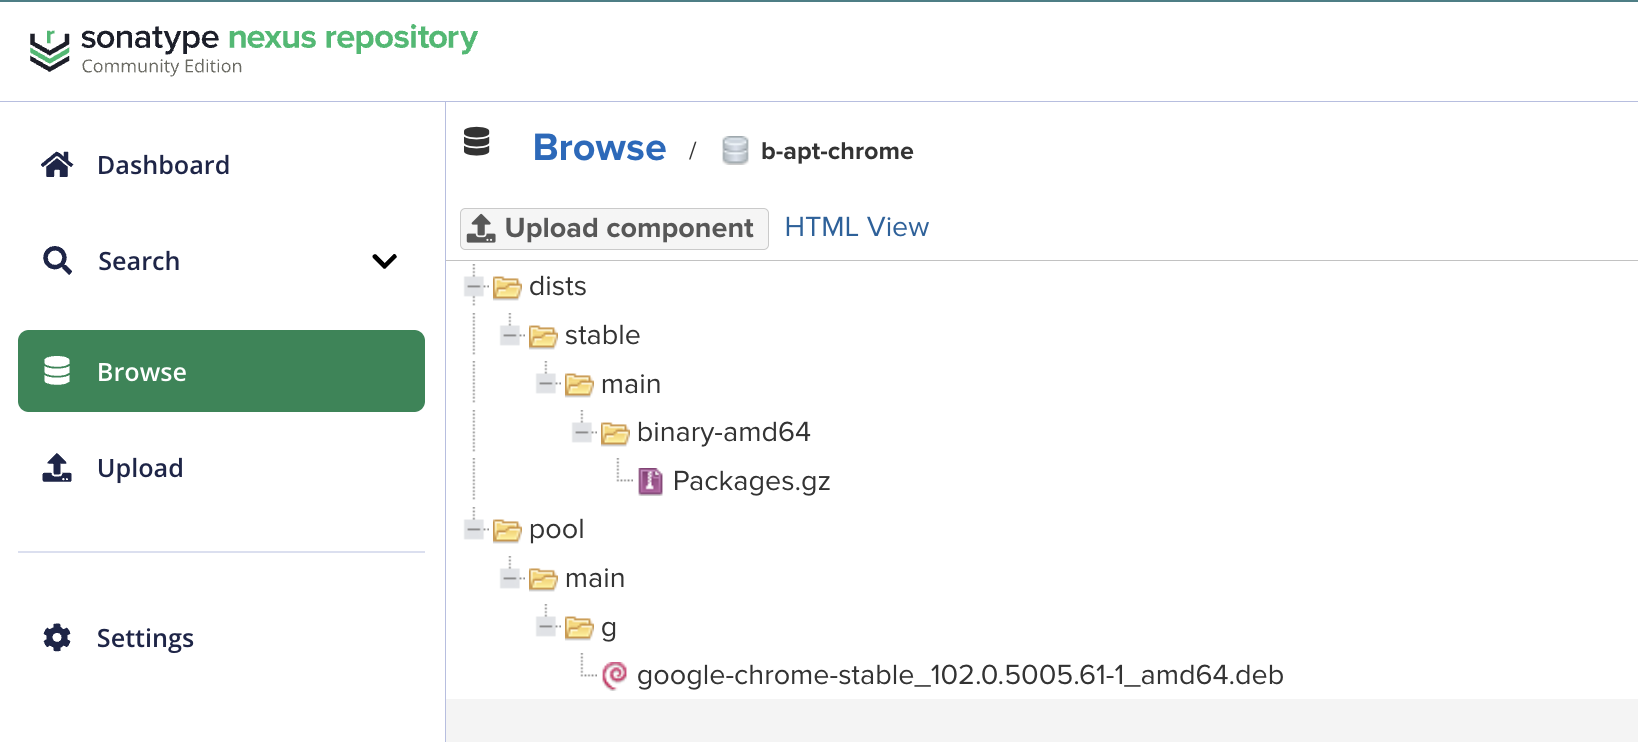 sonatype nexus repository
Community Edition
Dashboard
Search
Browse
Upload
Settings
Browse / b-apt-chrome
Upload component HTML View
dists
stable
main
binary-amd64
Packages.gz
pool
main
g
google-chrome-stable_102.0.5005.61-1_amd64.deb